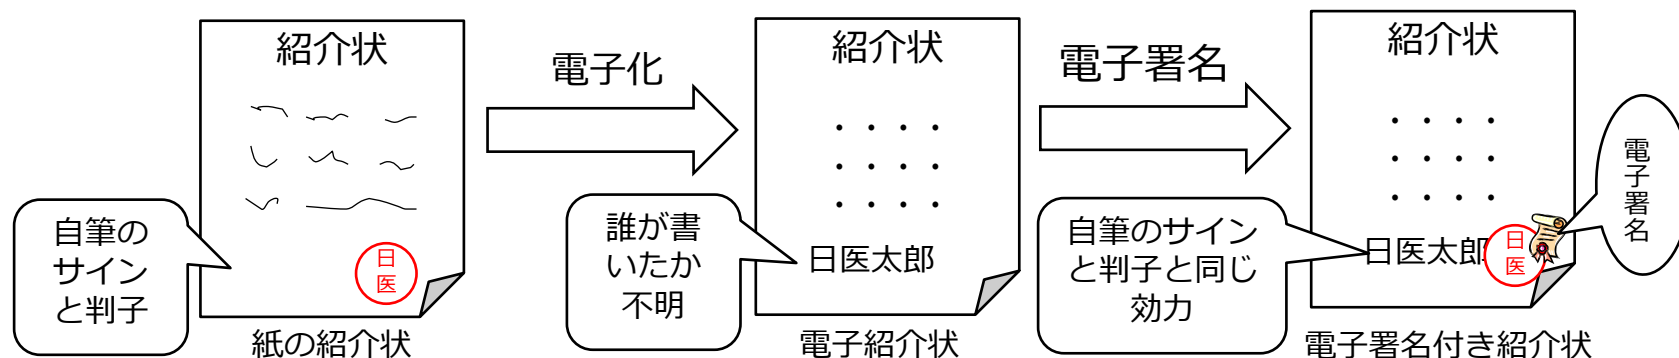 紹介状
自筆の
サイン
と判子
日
医
紙の紹介状
電子化
紹介状
・・・・
・・・・
・・・・
誰が書
いたか
不明
日医太郎
電子紹介状
電子署名
紹介状
・・・・
・・・・
・・・・
自筆のサイン
と判子と同じ
効力
日医太郎
日
医
電子署名
電子署名付き紹介状